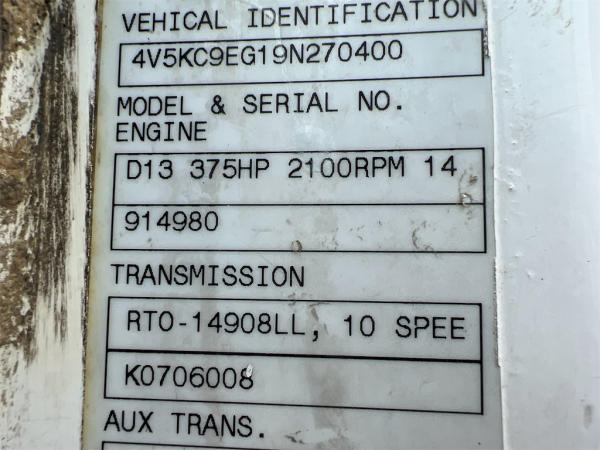 VEHICAL IDENTIFICATION
4V5KC9EG19N270400
MODEL & SERIAL NO.
ENGINE
D13 375HP 2100RPM 14
914980
TRANSMISSION
RTO-14908LL, 10 SPEE
K0706008
AUX TRANS.